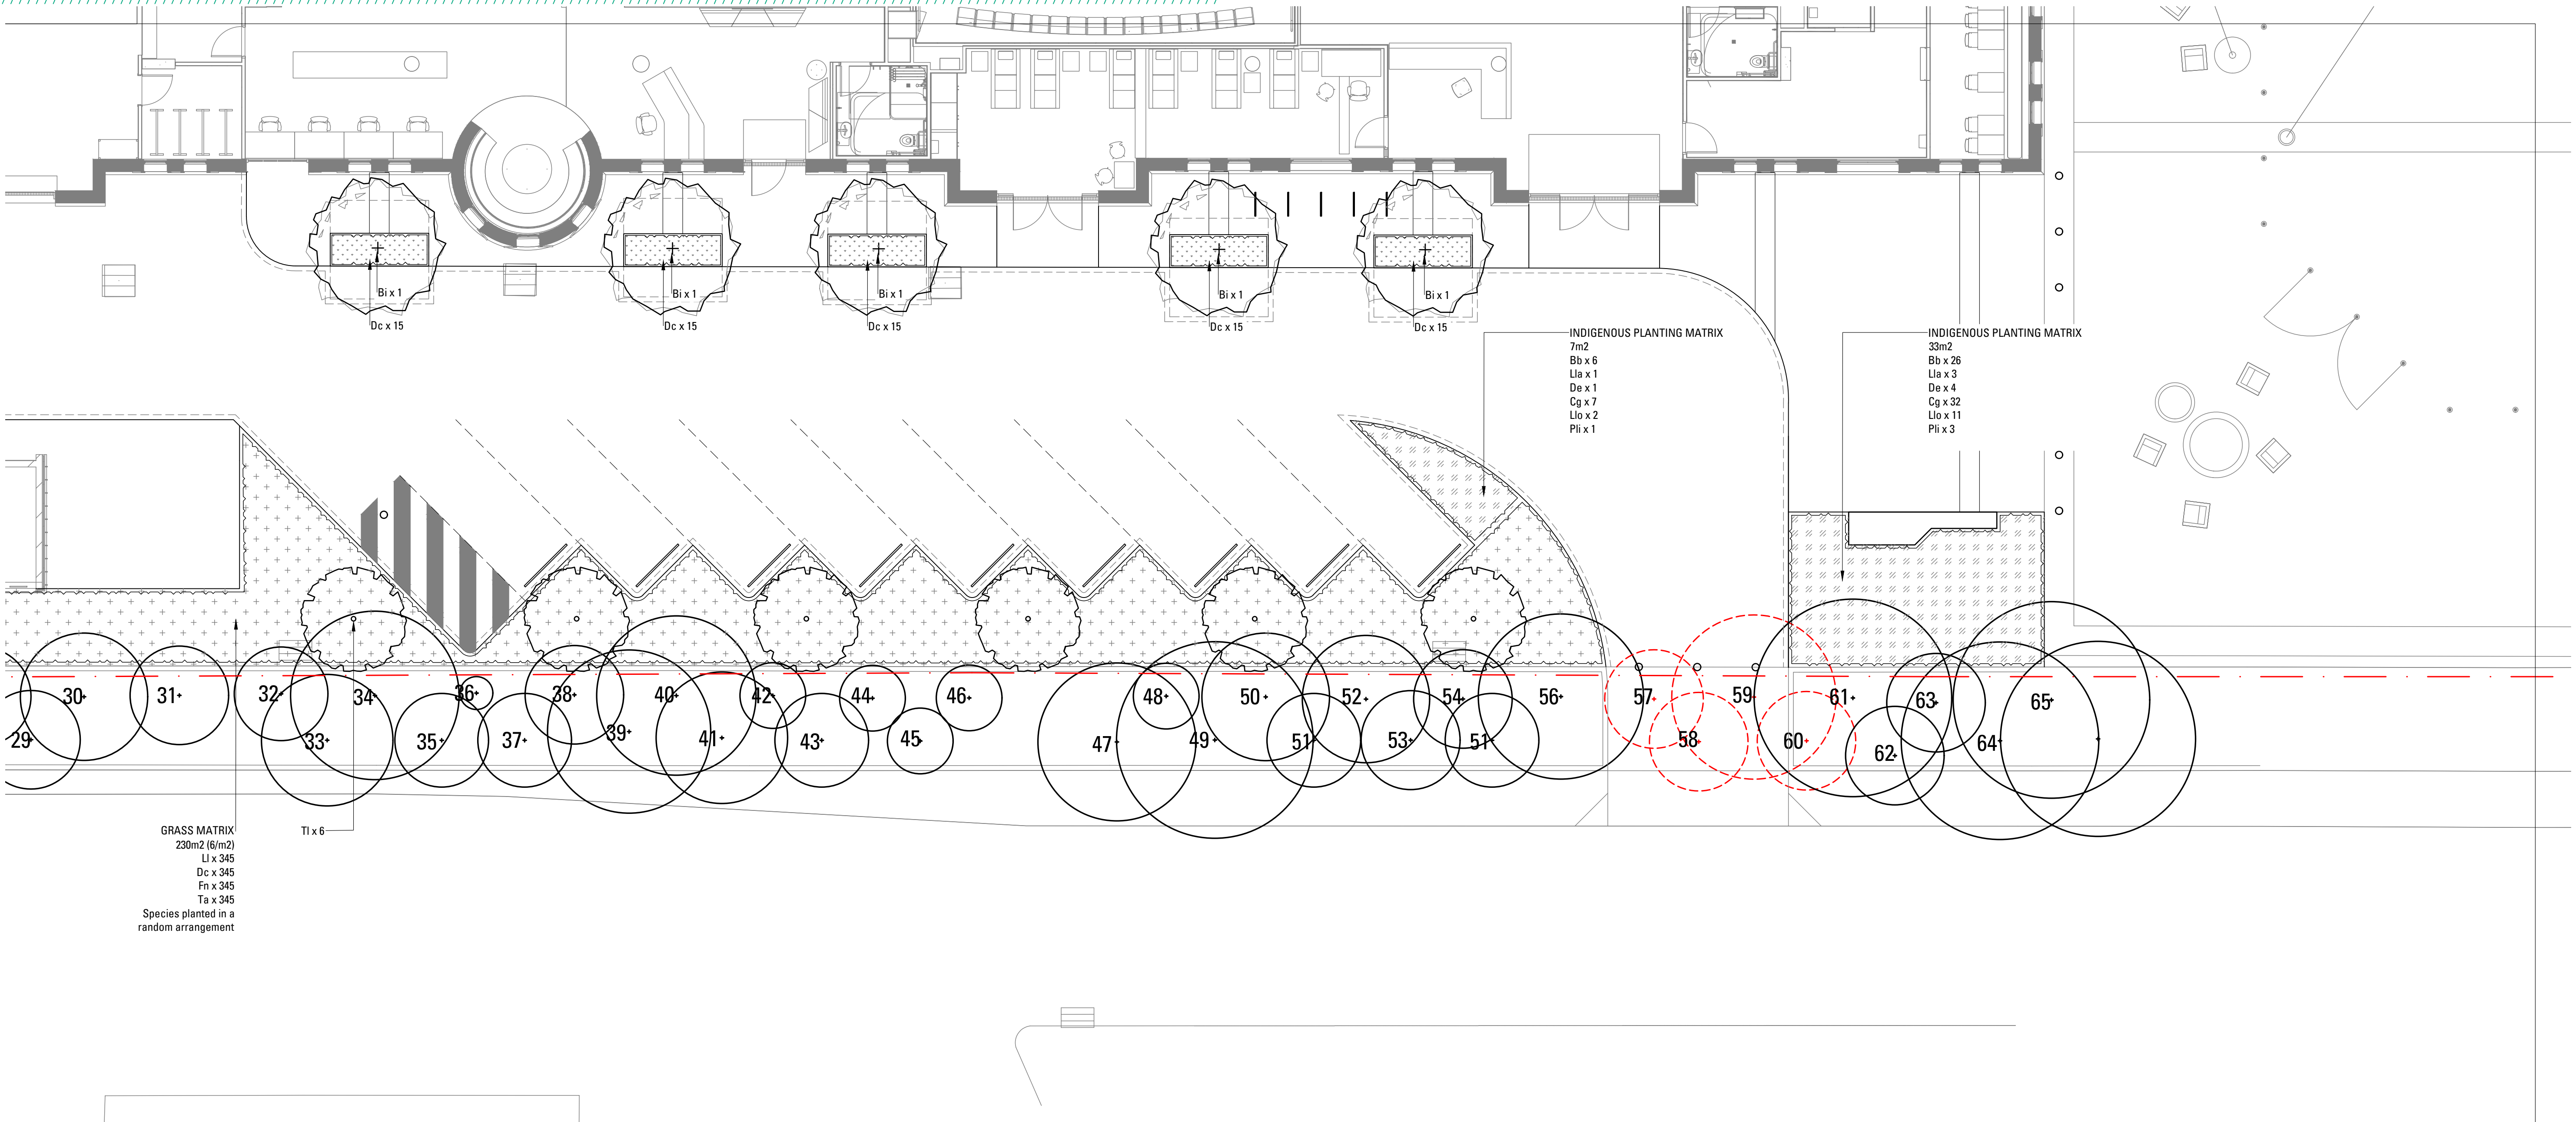 Bi x 1
Bi x 1
Bi x 1
Bi x 1
Bi x 1
Dc x 15
Dc x 15
Dc x 15
Dc x 15
Dc x 15
INDIGENOUS PLANTING MATRIX
7m2
Bb x 6
Lla x 1
De x 1
Cg x 7
Llo x 2
Pli x 1
INDIGENOUS PLANTING MATRIX
33m2
Bb x 26
Lla x 3
De x 4
Cg x 32
Llo x 11
Pli x 3
29
30
31
32
33
34
35
36
37
38
39
40
41
42
43
44
45
46
47
48
49
50
51
52
53
54
51
56
57
58
59
60
61
62
63
64
65
GRASS MATRIX
230m2 (6/m2)
Ll x 345
Dc x 345
Fn x 345
Ta x 345
Species planted in a
random arrangement
Tl x 6